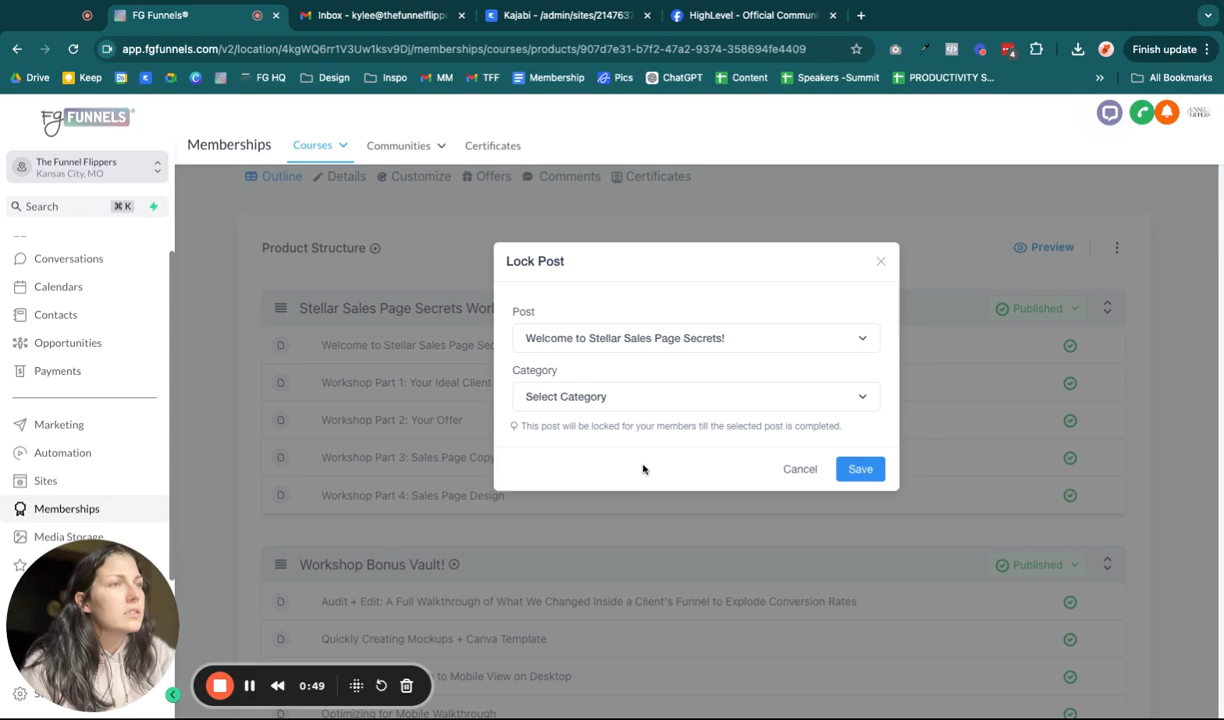 FG Funnels®
Inbox - kylee@thefunnelflipp
Kajabi - /admin/sites/2147637
HighLevel - Official Commun
app.fgfunnels.com/v2/location/4kgWQ6rr1V3Uw1ksv9Dj/memberships/courses/products/907d7e31-b7f2-47a2-9374-358694fe4409
4
Finish update
Drive
Keep
26
FG HQ
Design
Inspo
MM
TFF
Membership
Pics
ChatGPT
Content
Speakers -Summit
PRODUCTIVITY S...
All Bookmarks
FG FUNNELS
Memberships
Courses
Communities
Certificates
The Funnel Flippers
Kansas City, MO
Search
⌘ K
Outline
Details
Customize
Offers
Comments
Certificates
Conversations
Calendars
Contacts
Opportunities
Payments
Marketing
Automation
Sites
Memberships
Media Storage
Product Structure
Preview
Stellar Sales Page Secrets Wor
Published
Welcome to Stellar Sales Page Sec
Workshop Part 1: Your Ideal Client
Workshop Part 2: Your Offer
Workshop Part 3: Sales Page Copy
Workshop Part 4: Sales Page Design
Lock Post
Post
Welcome to Stellar Sales Page Secrets!
Category
Select Category
This post will be locked for your members till the selected post is completed.
Cancel
Save
Workshop Bonus Vault!
Published
Audit + Edit: A Full Walkthrough of What We Changed Inside a Client's Funnel to Explode Conversion Rates
Quickly Creating Mockups + Canva Template
to Mobile View on Desktop
Optimizing for Mobile Walkthrough
0:49